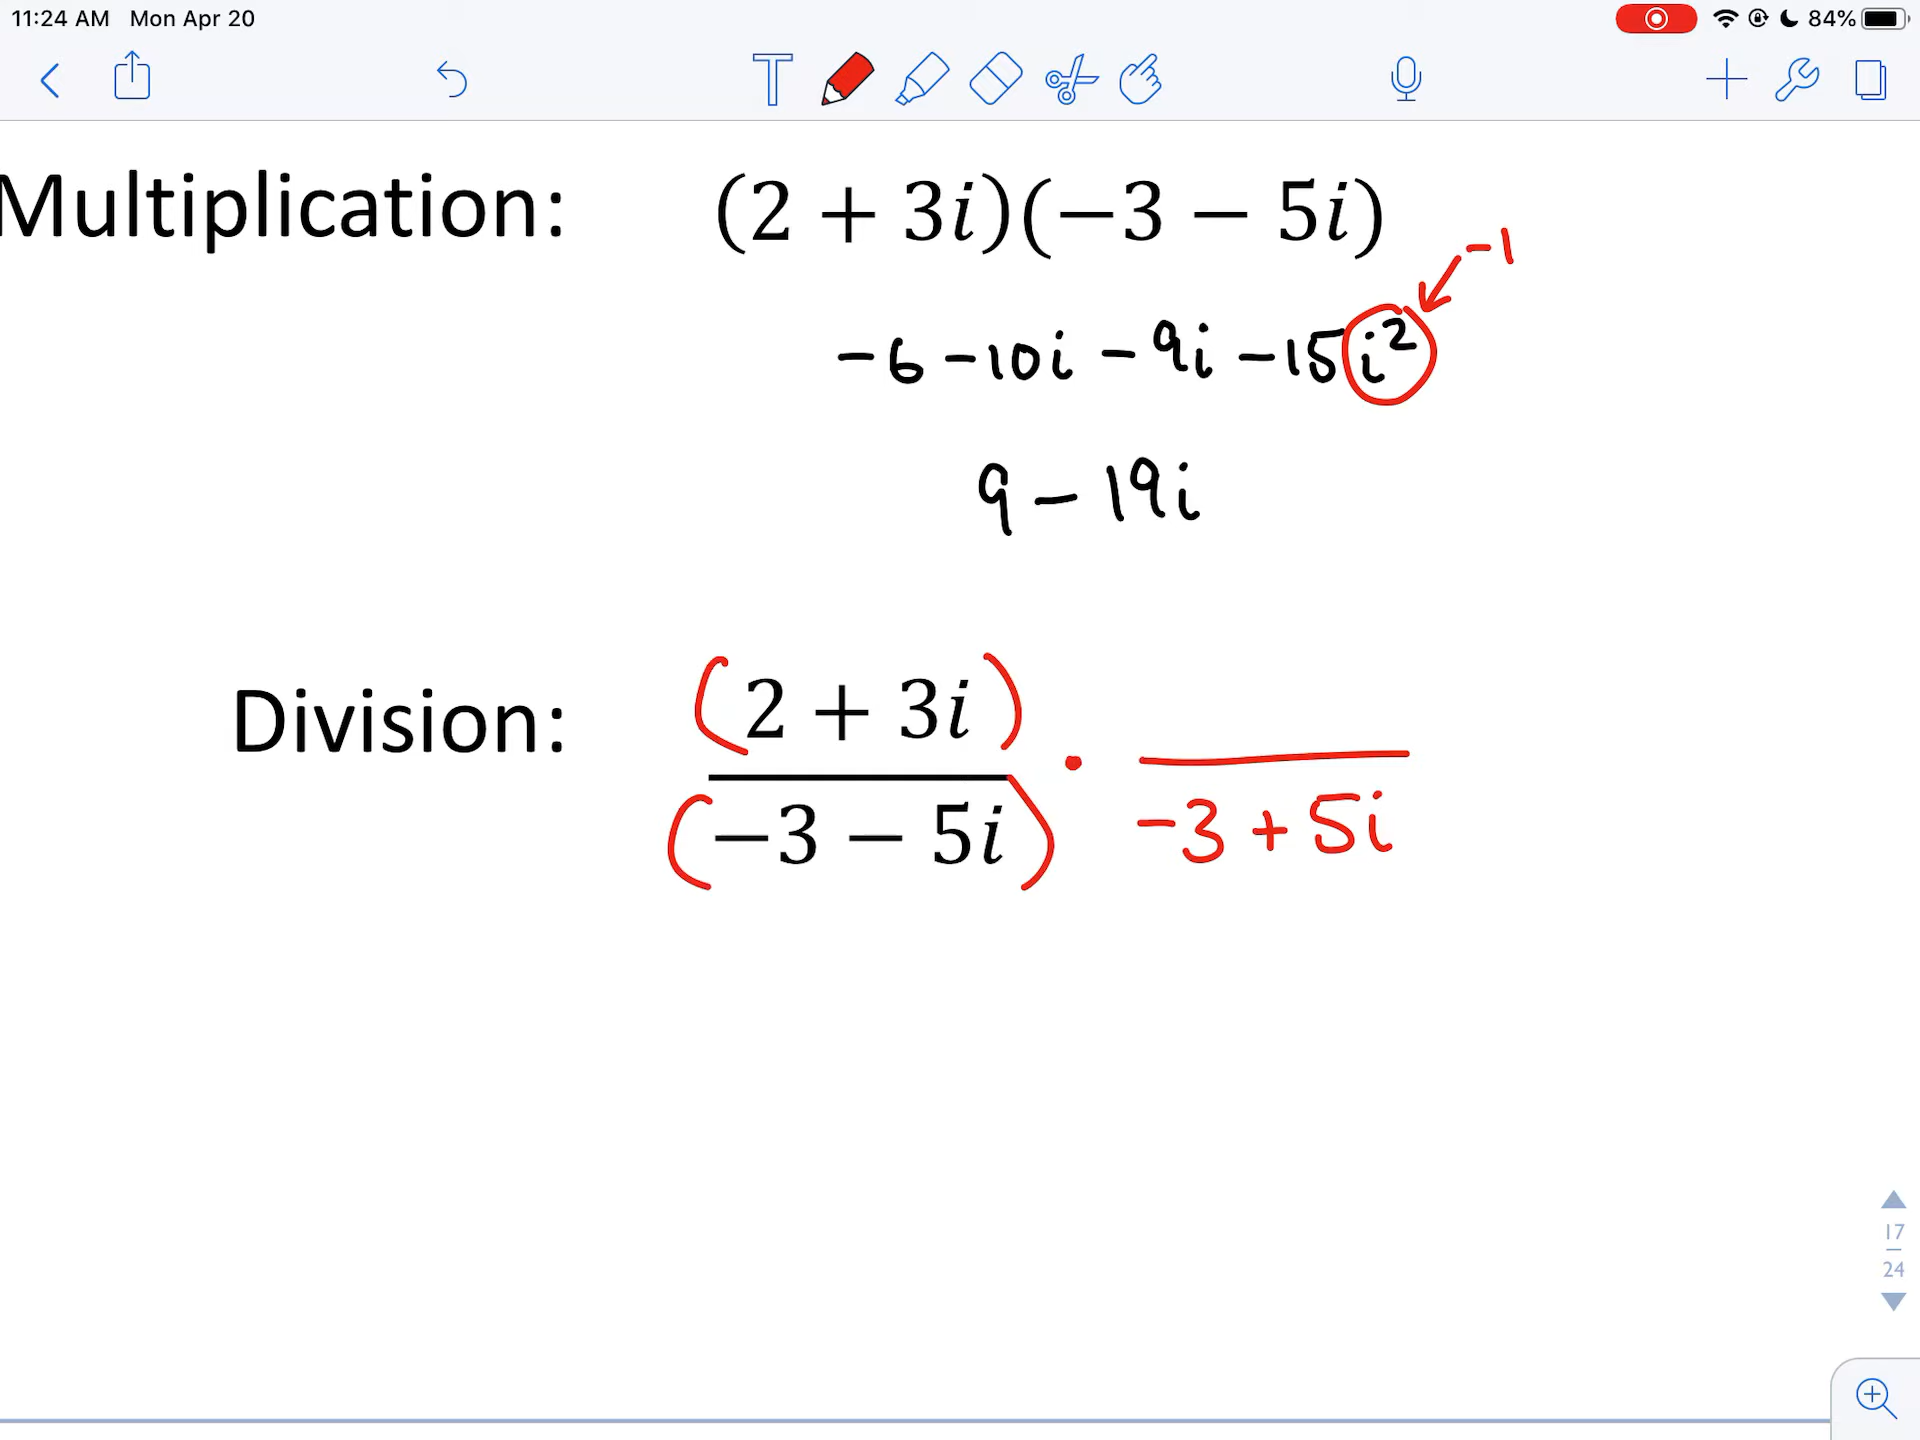 11:24 AM Mon Apr 20 84%
T
Multiplication: (2 + 3i)(−3 − 5i)
-1
-6 -10i -9i -15i²
9 - 19i
Division: (2 + 3i)
(−3 − 5i) · -3 + 5i
17
24